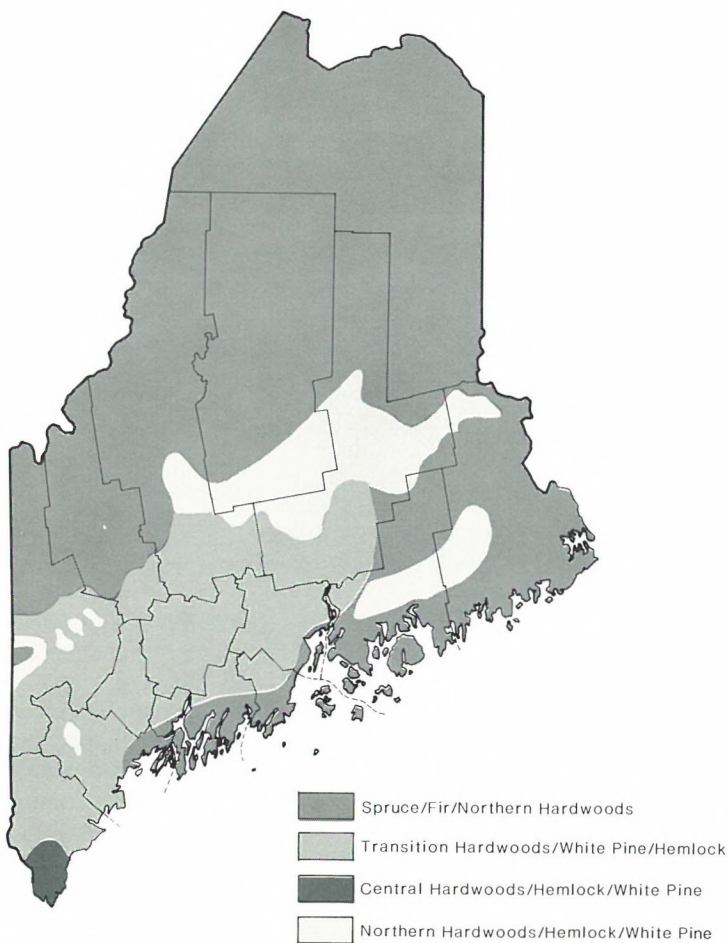 Spruce/Fir/Northern Hardwoods
Transition Hardwoods/White Pine/Hemlock
Central Hardwoods/Hemlock/White Pine
Northern Hardwoods/Hemlock/White Pine